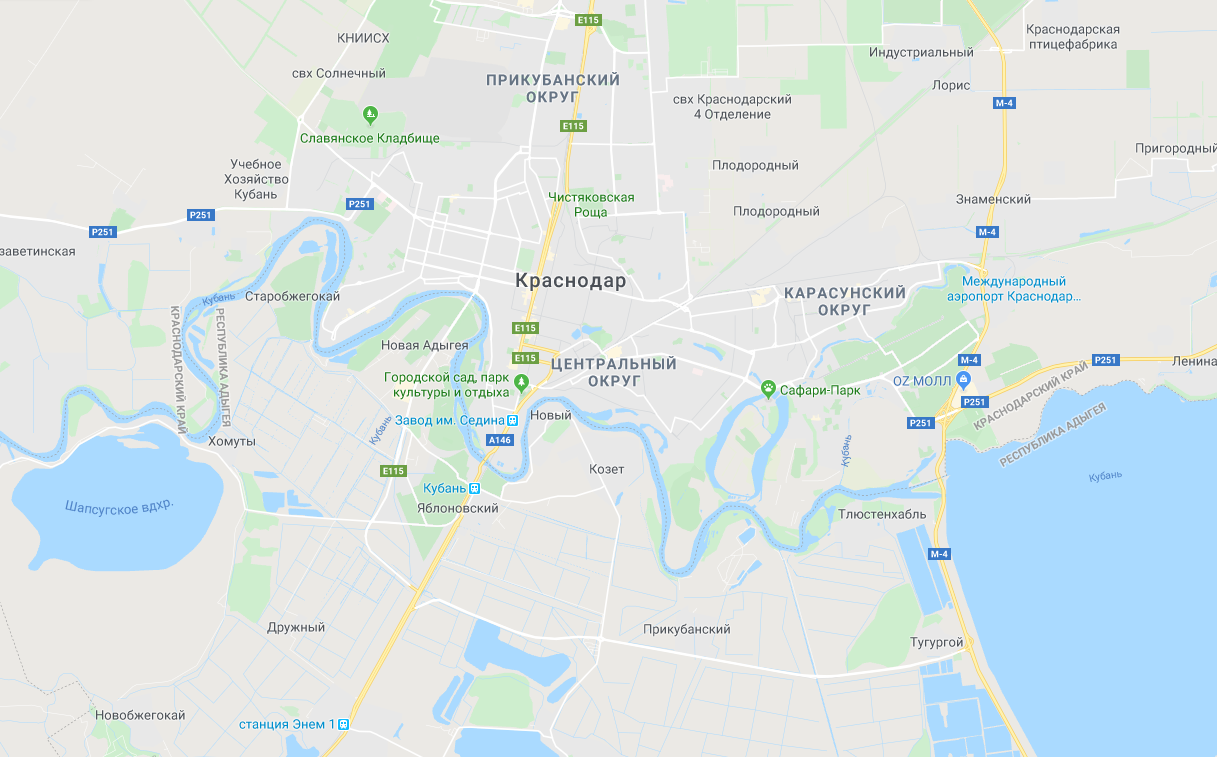 E115
КНИИСХ
Краснодарская
птицефабрика
Индустриальный
свх Солнечный
ПРИКУБАНСКИЙ
ОКРУГ
Лорис
свх Краснодарский
4 Отделение
M-4
E115
Славянское Кладбище
Пригородный
Учебное
Хозяйство
Кубань
Плодородный
Чистяковская
Роща
Знаменский
P251
P251
Плодородный
P251
M-4
заветинская
Краснодар
Международный
аэропорт Краснодар...
Кубань
Старобжегокай
КАРАСУНСКИЙ
ОКРУГ
КРАСНОДАРСКИЙ КРАЙ
РЕСПУБЛИКА АДЫГЕЯ
E115
Новая Адыгея
E115
ЦЕНТРАЛЬНЫЙ
ОКРУГ
M-4
P251
Ленина
Городской сад, парк
культуры и отдыха
Сафари-Парк
OZ МОЛЛ
КРАСНОДАРСКИЙ КРАЙ
P251
Завод им. Седина
Новый
P251
РЕСПУБЛИКА АДЫГЕЯ
Кубань
A146
Хомуты
Кубань
E115
Козет
Кубань
Кубань
Шапсугское вдхр.
Яблоновский
Тлюстенхабль
M-4
Дружный
Прикубанский
Тугургой
Новобжегокай
станция Энем 1